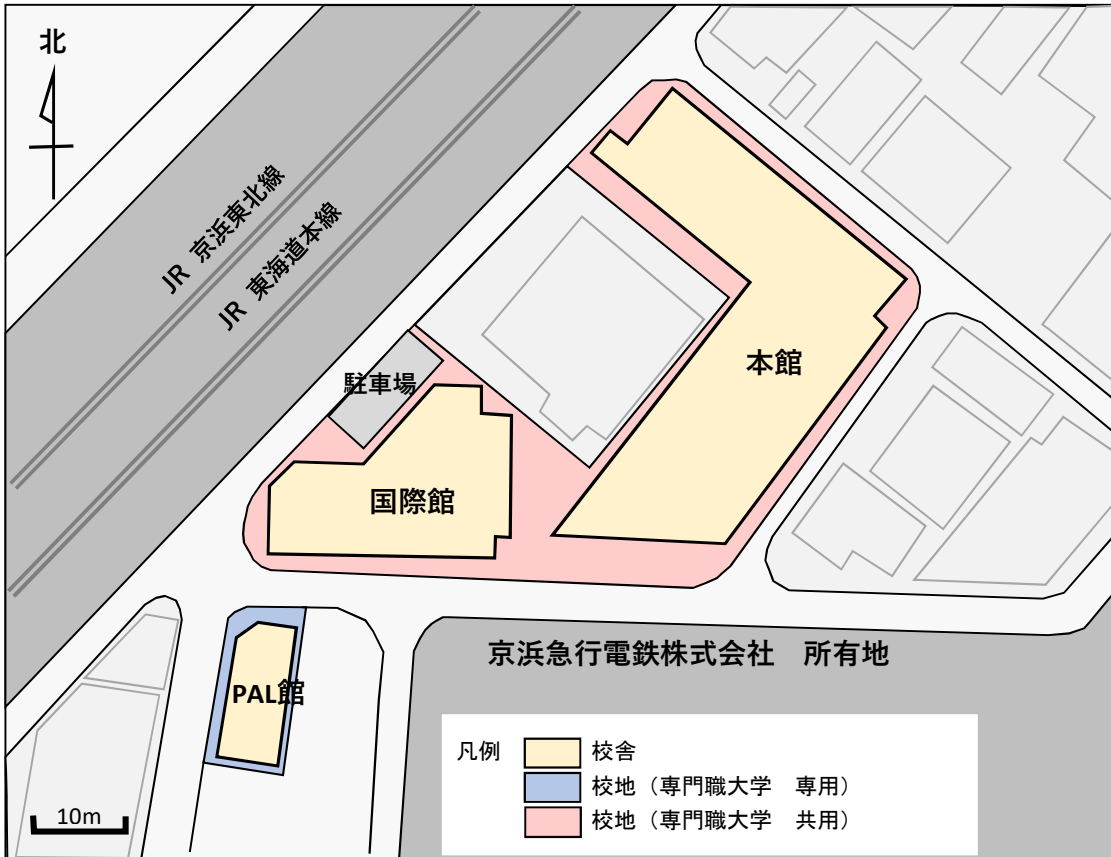 北
JR 京浜東北線
JR 東海道本線
駐車場
本館
国際館
京浜急行電鉄株式会社　所有地
PAL館
凡例
校舎
校地（専門職大学　専用）
校地（専門職大学　共用）
10m